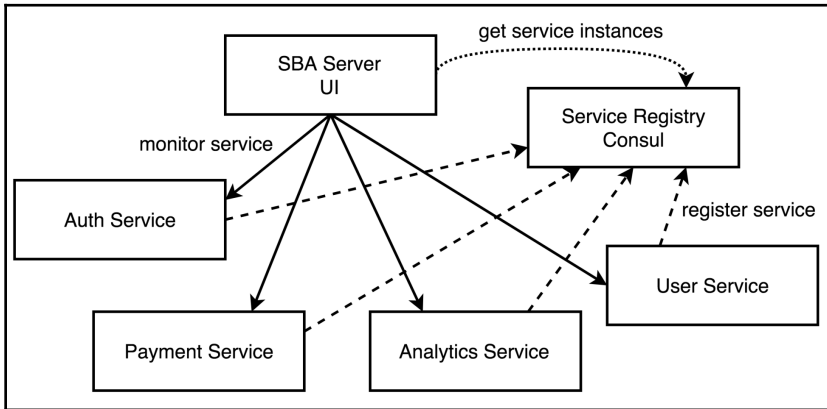 get service instances
SBA Server
UI
Service Registry
Consul
monitor service
Auth Service
register service
User Service
Payment Service
Analytics Service